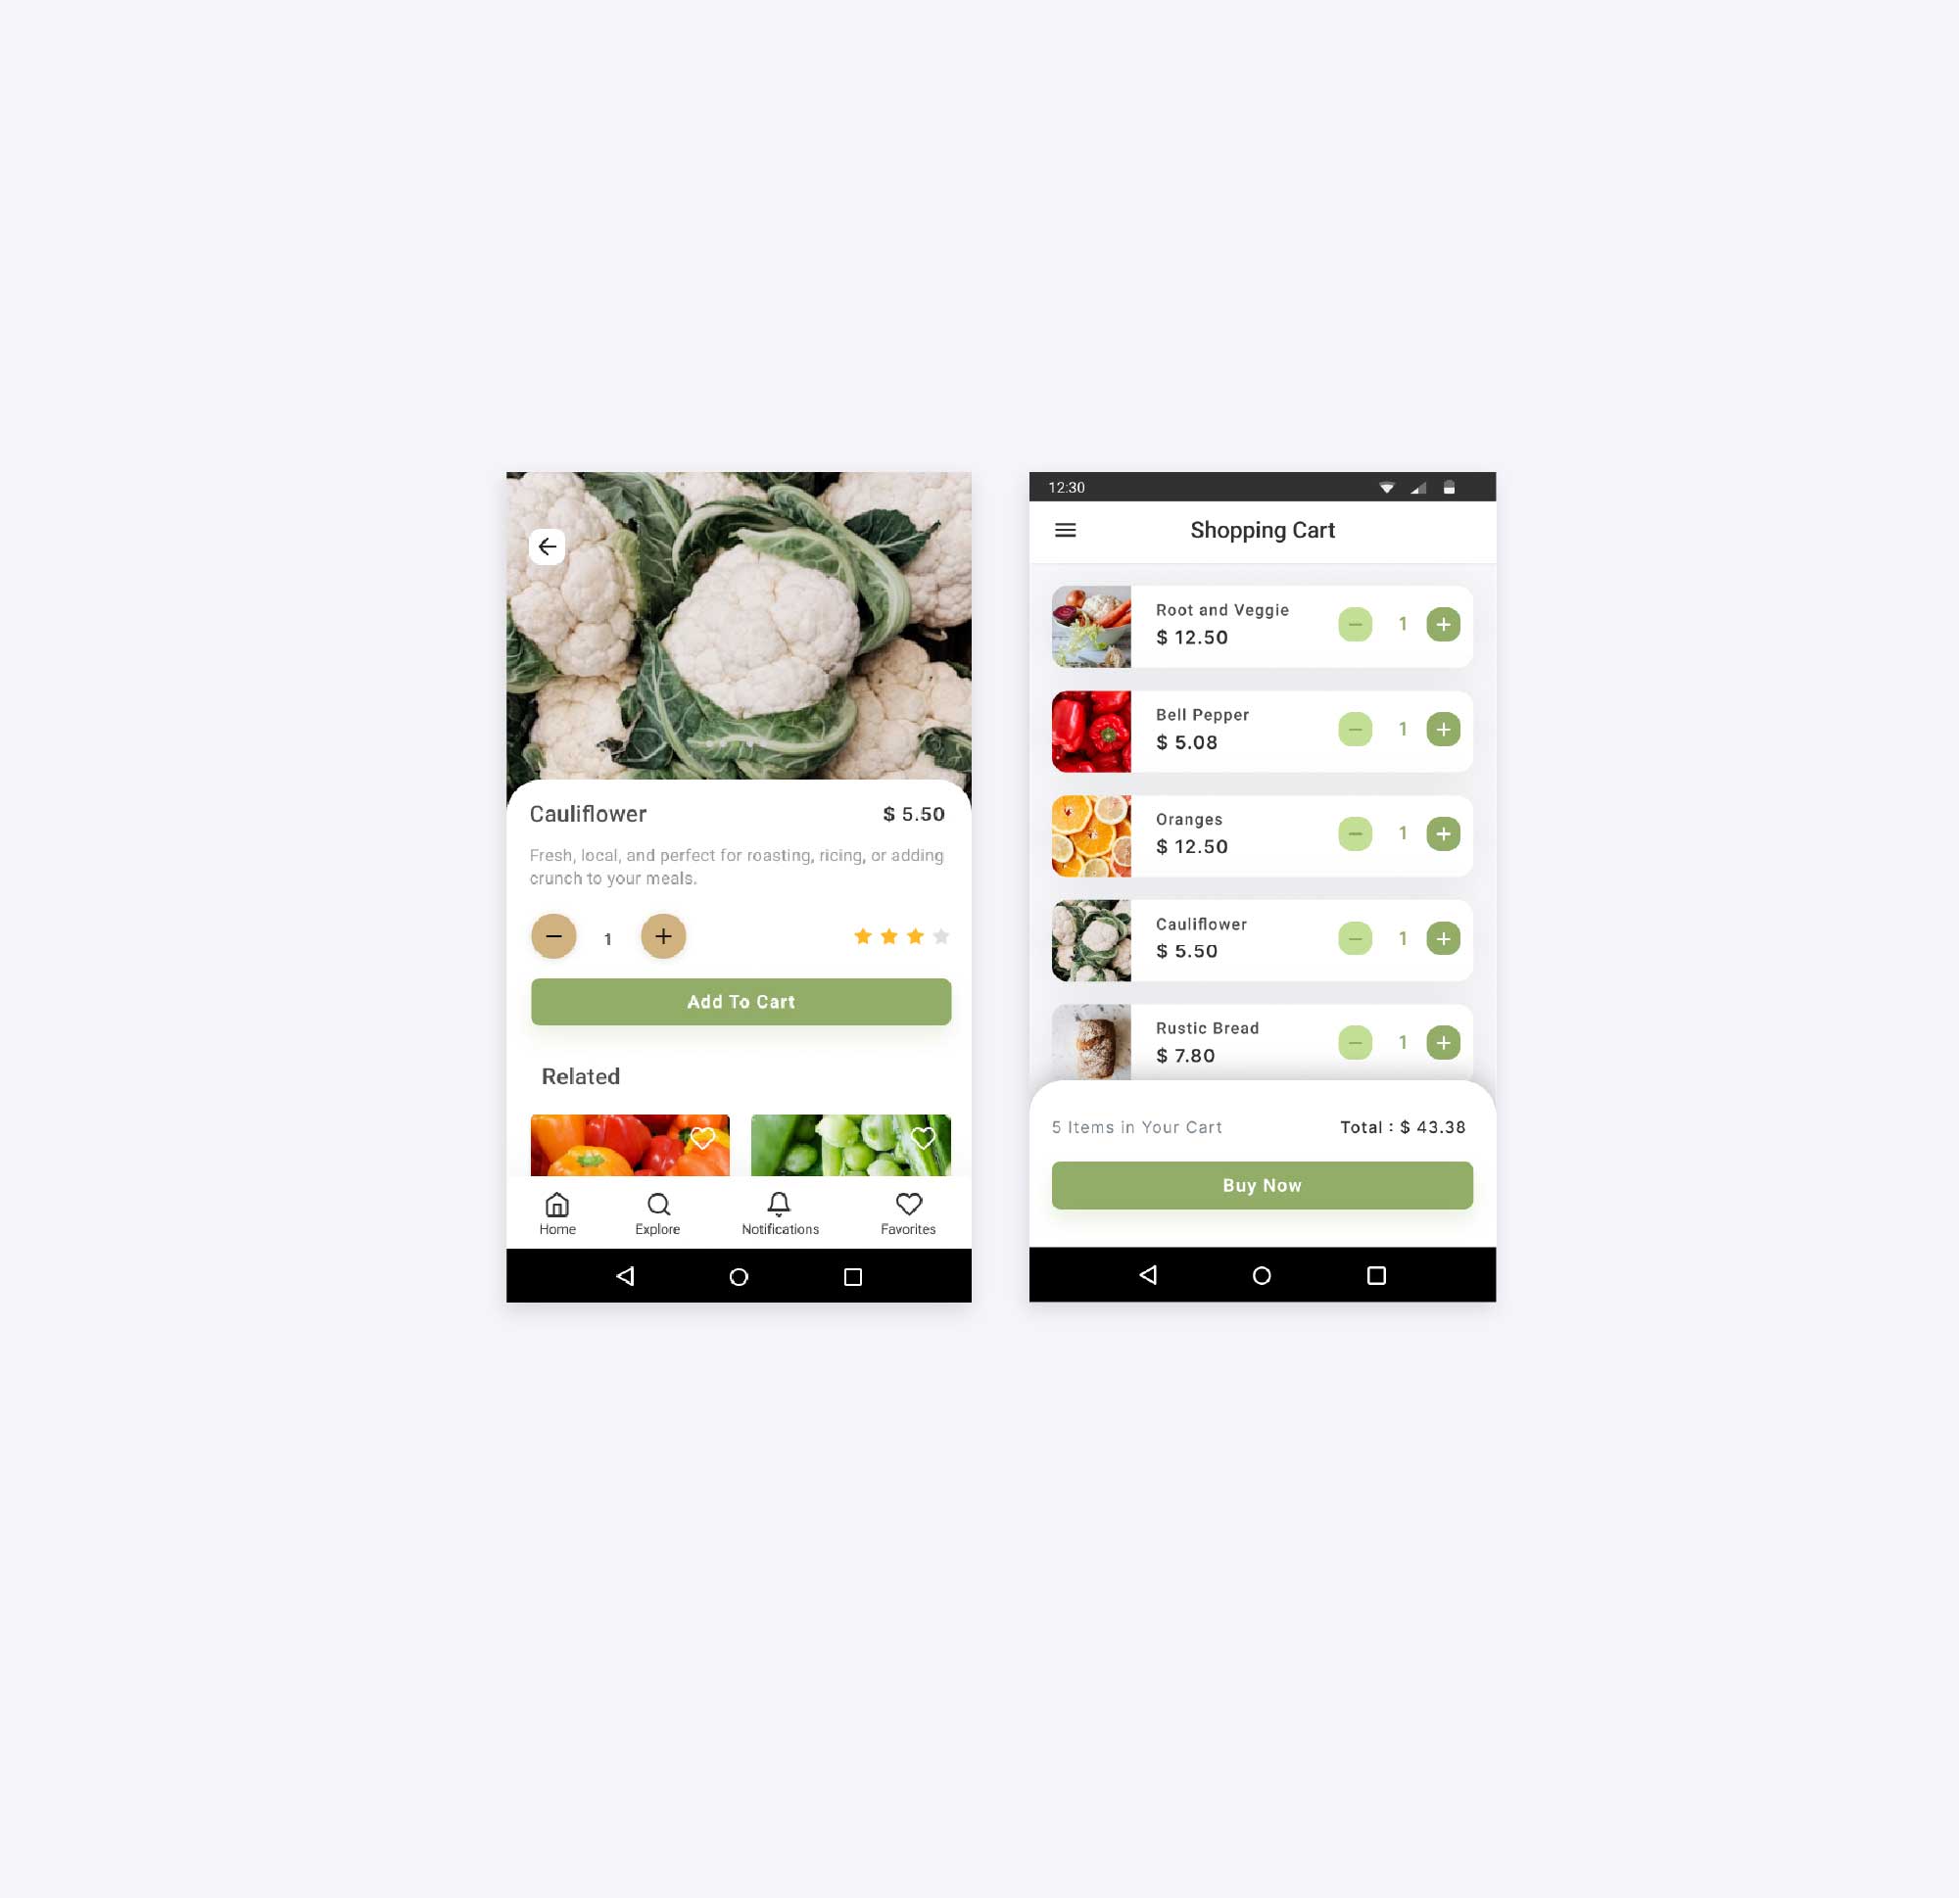 Cauliflower
$ 5.50
Fresh, local, and perfect for roasting, ricing, or adding
crunch to your meals.
1
Add To Cart
Related
Home
Explore
Notifications
Favorites
12:30
Shopping Cart
Root and Veggie
$ 12.50
1
Bell Pepper
$ 5.08
1
Oranges
$ 12.50
1
Cauliflower
$ 5.50
1
Rustic Bread
$ 7.80
1
5 Items in Your Cart
Total : $ 43.38
Buy Now